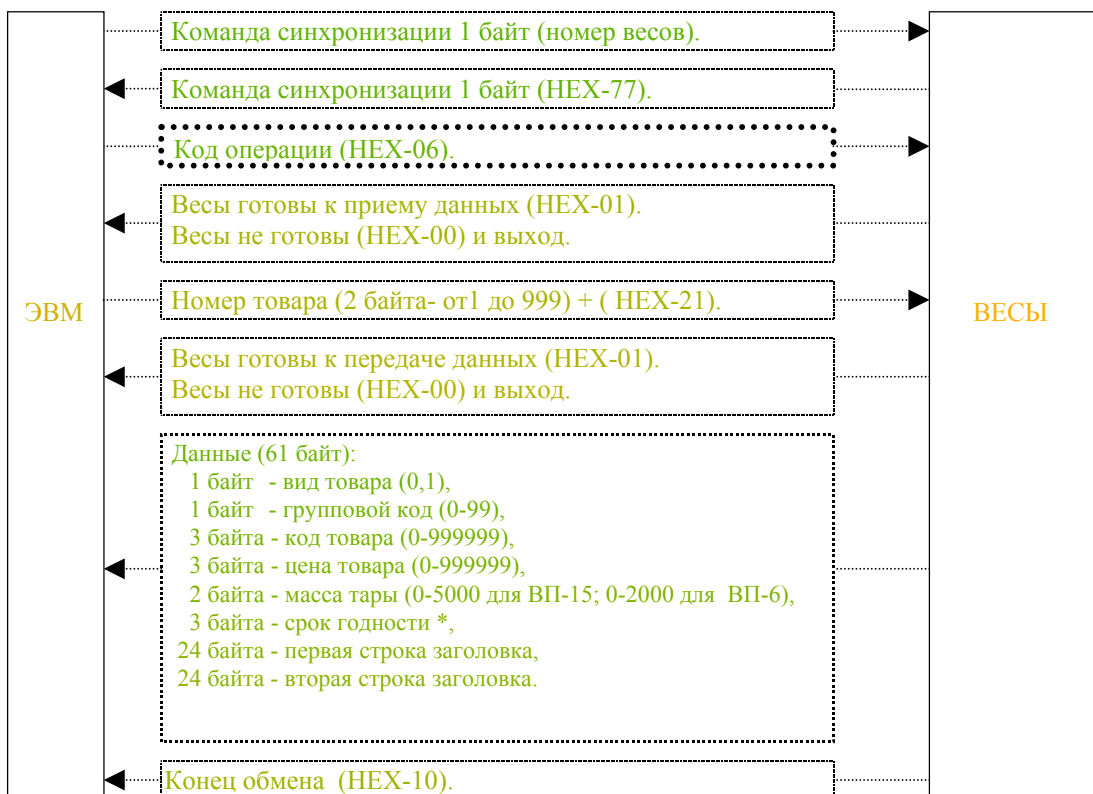 Команда синхронизации 1 байт (номер весов).
Команда синхронизации 1 байт (HEX-77).
Код операции (HEX-06).
Весы готовы к приему данных (HEX-01).
Весы не готовы (HEX-00) и выход.
ЭВМ
Номер товара (2 байта- от1 до 999) + ( HEX-21).
ВЕСЫ
Весы готовы к передаче данных (HEX-01).
Весы не готовы (HEX-00) и выход.
Данные (61 байт):
1 байт - вид товара (0,1),
1 байт - групповой код (0-99),
3 байта - код товара (0-999999),
3 байта - цена товара (0-999999),
2 байта - масса тары (0-5000 для ВП-15; 0-2000 для ВП-6),
3 байта - срок годности *,
24 байта - первая строка заголовка,
24 байта - вторая строка заголовка.
Конец обмена (HEX-10).